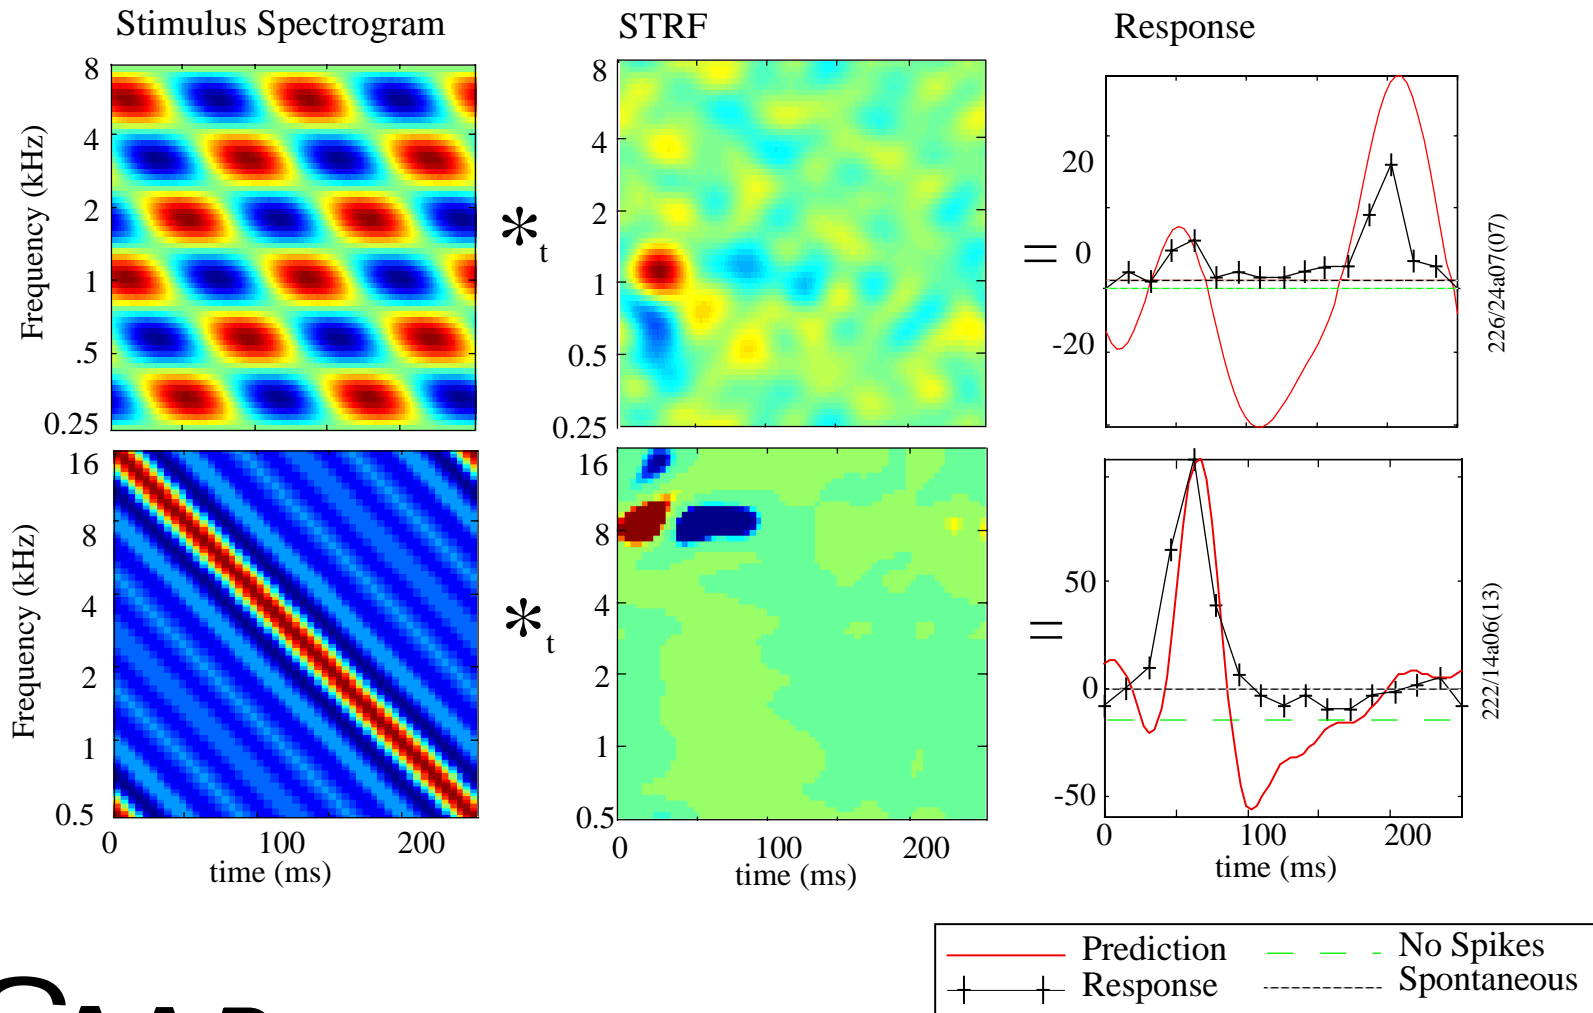 Stimulus Spectrogram
STRF
Response
Frequency (kHz)
8
4
2
1
.5
0.25
*t
8
4
2
1
0.5
0.25
=
20
0
-20
226/24a07(07)
Frequency (kHz)
16
8
4
2
1
0.5
0 100 200
time (ms)
*t
16
8
4
2
1
0.5
0 100 200
time (ms)
=
50
0
-50
0 100 200
time (ms)
222/14a06(13)
Prediction
No Spikes
Response
Spontaneous